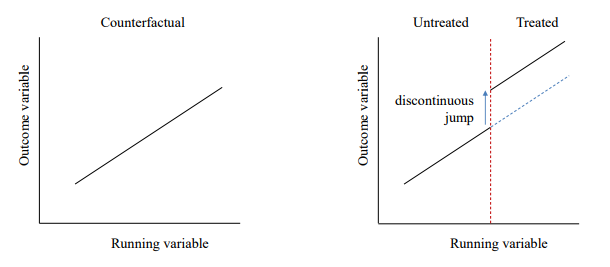 Counterfactual
Outcome variable
Running variable
Untreated
Treated
discontinuous
jump
Outcome variable
Running variable